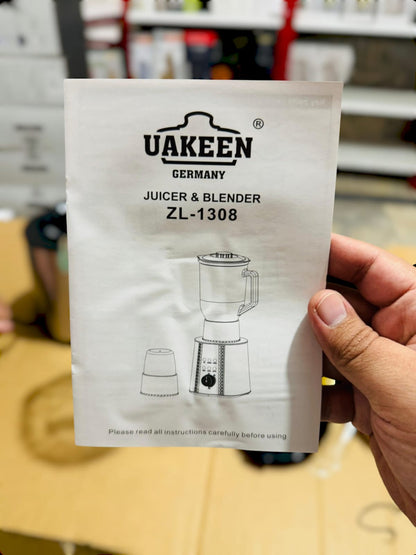 UAKEEN ®
GERMANY
JUICER & BLENDER
ZL-1308
Please read all instructions carefully before using